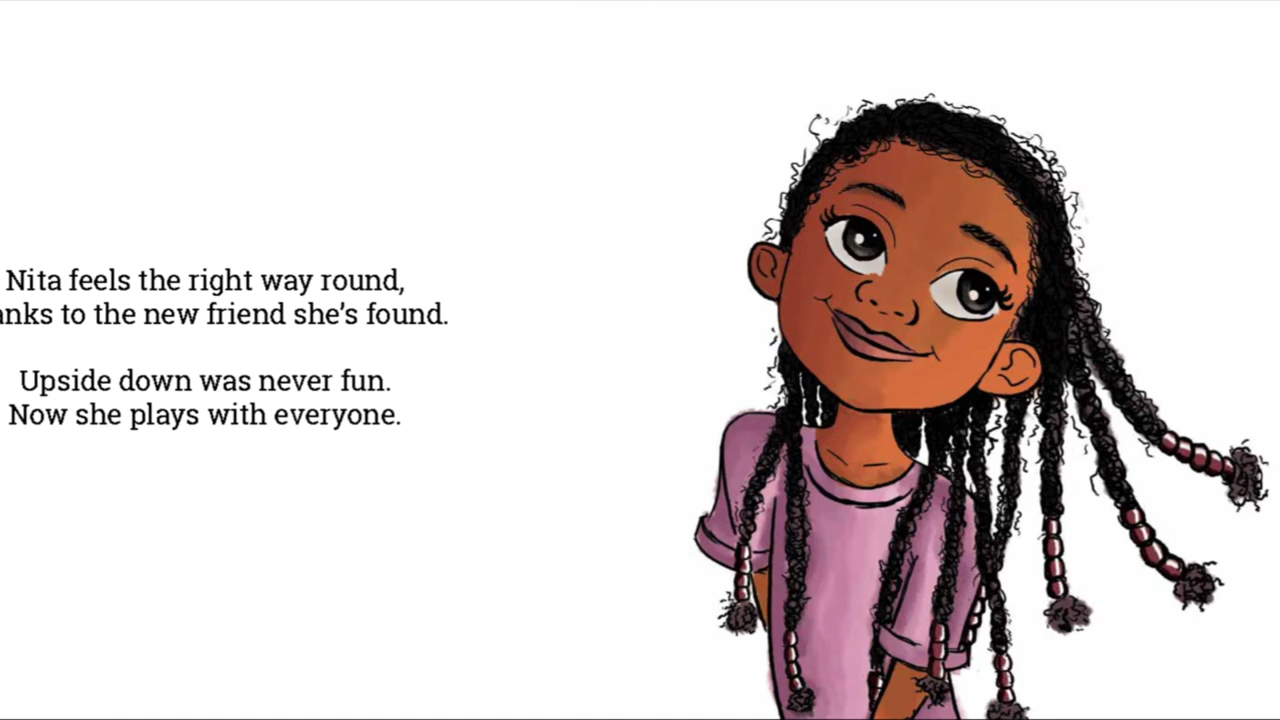 Nita feels the right way round,
anks to the new friend she's found.
Upside down was never fun.
Now she plays with everyone.